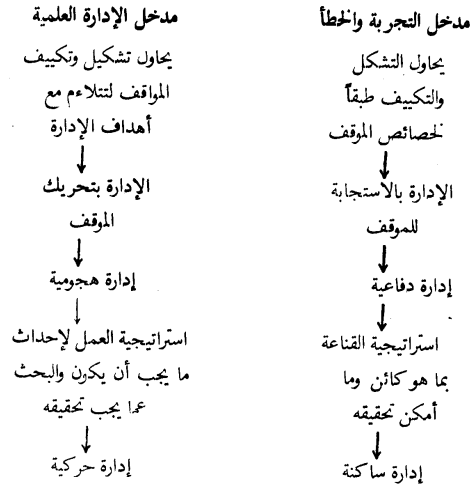 مدخل التجربة والخطأ
يحاول التشكل
والتكييف طبقاً
لخصائص الموقف
الإدارة بالاستجابة
للموقف
إدارة دفاعية
استراتيجية القناعة
بما هو كائن وما
أمكن تحقيقه
إدارة ساكنة
مدخل الإدارة العلمية
يحاول تشكيل وتكييف
المواقف لتتلاءم مع
أهداف الإدارة
الإدارة بتحريك
الموقف
إدارة هجومية
استراتيجية العمل لإحداث
ما يجب أن يكون والبحث
عما يجب تحقيقه
إدارة حركية